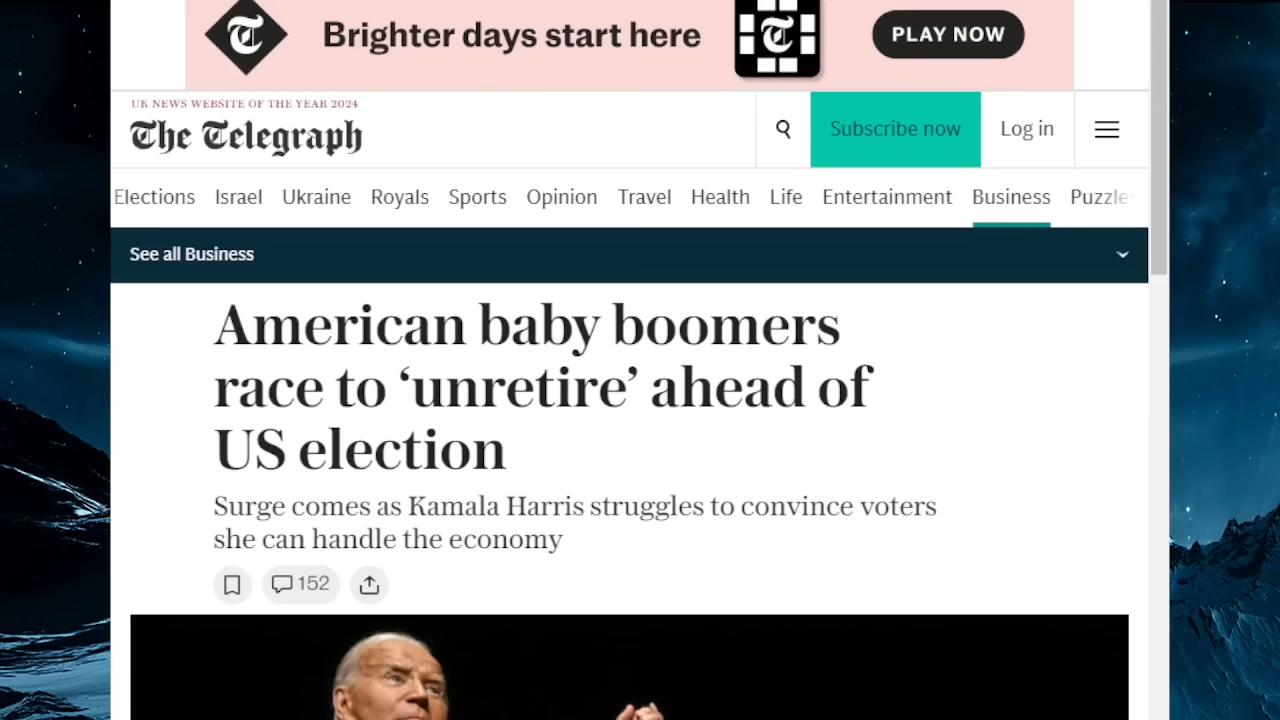 Brighter days start here
PLAY NOW
UK NEWS WEBSITE OF THE YEAR 2024
The Telegraph
Subscribe now
Log in
Elections Israel Ukraine Royals Sports Opinion Travel Health Life Entertainment Business Puzzles
See all Business
American baby boomers
race to ‘unretire’ ahead of
US election
Surge comes as Kamala Harris struggles to convince voters
she can handle the economy
152